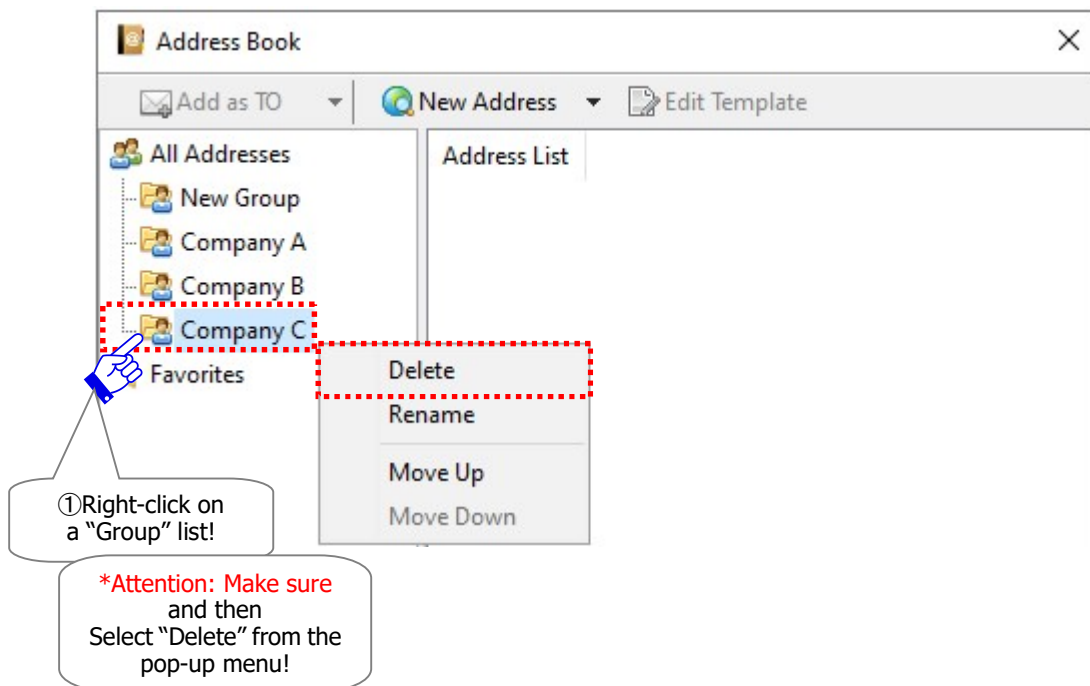 Address Book
Add as TO New Address Edit Template
All Addresses
Address List
New Group
Company A
Company B
Company C
Favorites
Delete
Rename
Move Up
Move Down
①Right-click on
a “Group” list!
*Attention: Make sure
and then
Select “Delete” from the
pop-up menu!